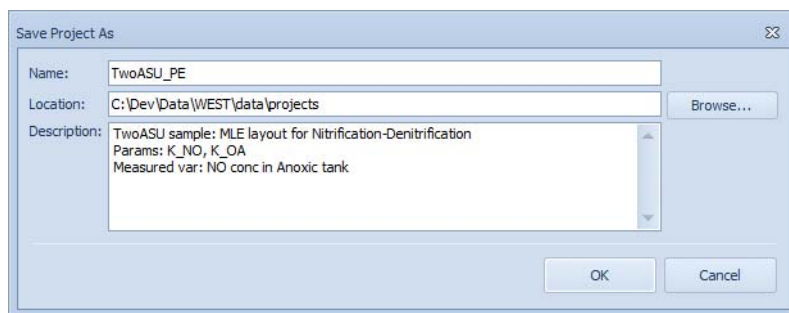 Save Project As
Name: TwoASU_PE
Location: C:\Dev\Data\WEST\data\projects Browse...
Description: TwoASU sample: MLE layout for Nitrification-Denitrification
Params: K_NO, K_OA
Measured var: NO conc in Anoxic tank
OK Cancel